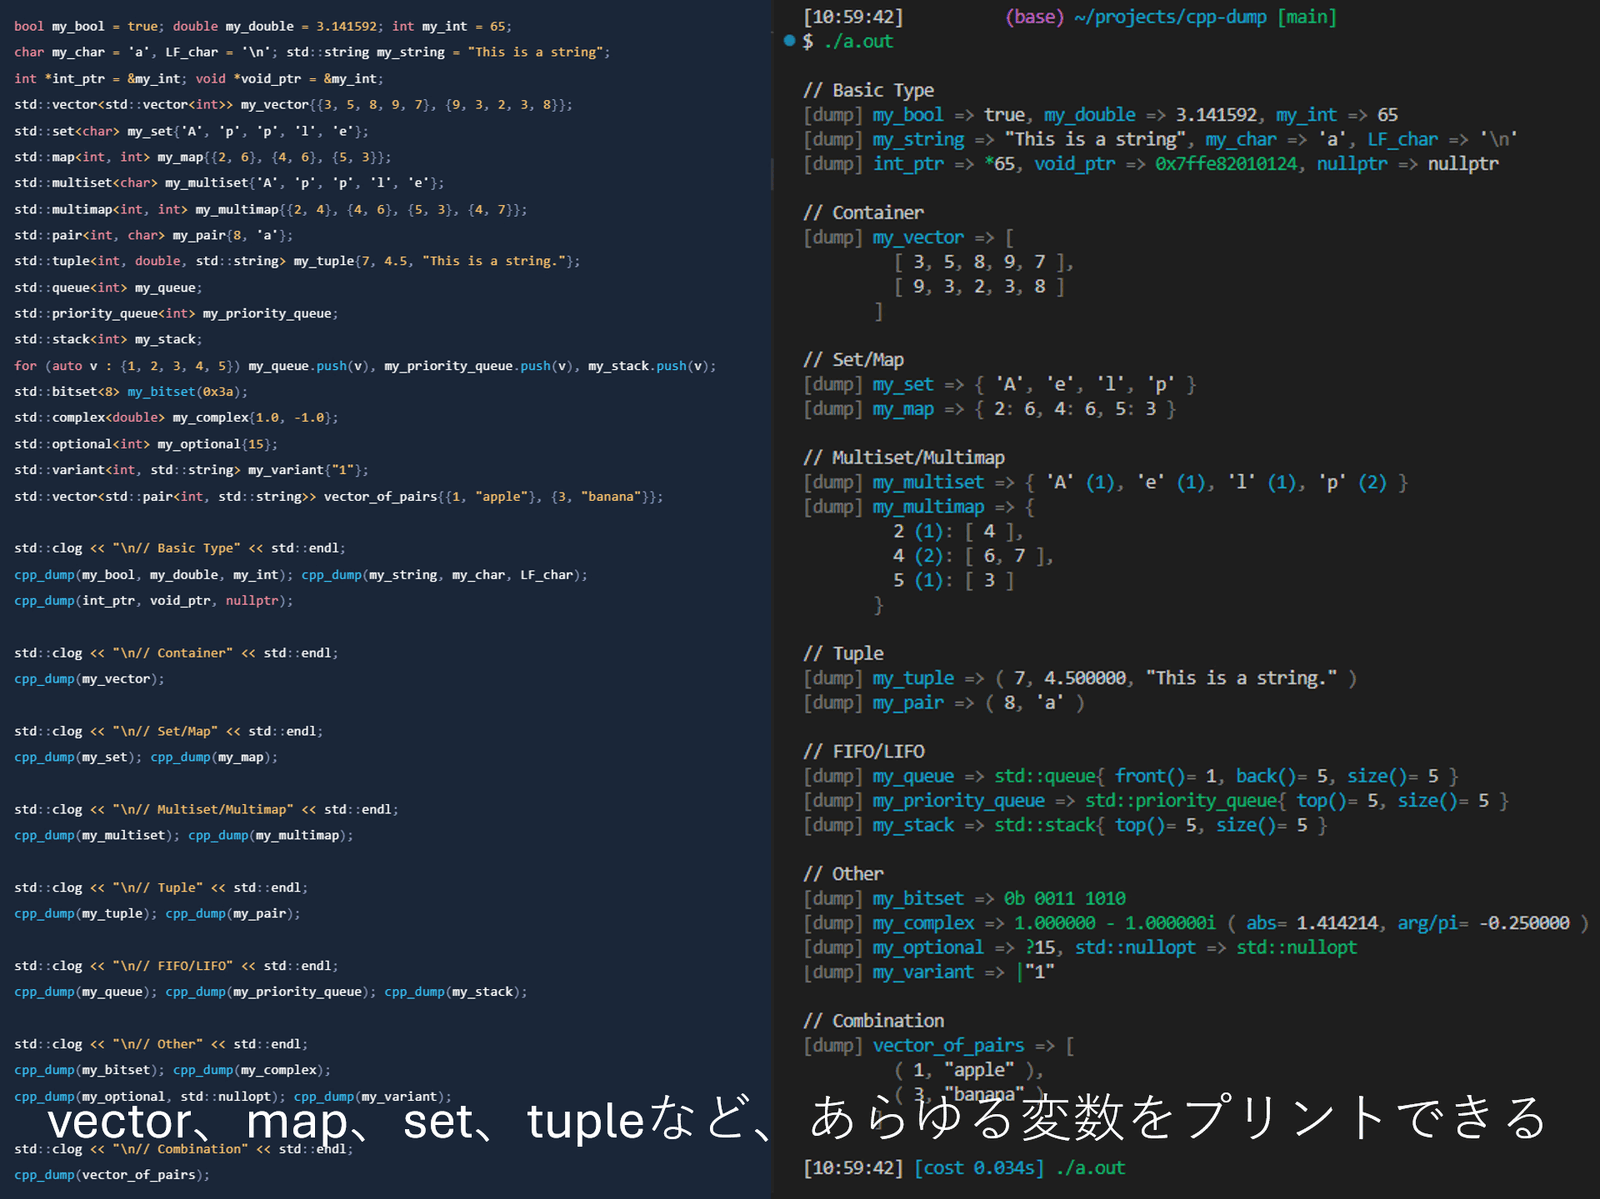 bool my_bool = true; double my_double = 3.141592; int my_int = 65;
char my_char = 'a', LF_char = '\n'; std::string my_string = "This is a string";
int *int_ptr = &my_int; void *void_ptr = &my_int;
std::vector<std::vector<int>> my_vector{{3, 5, 8, 9, 7}, {9, 3, 2, 3, 8}};
std::set<char> my_set{'A', 'p', 'p', 'l', 'e'};
std::map<int, int> my_map{{2, 6}, {4, 6}, {5, 3}};
std::multiset<char> my_multiset{'A', 'p', 'p', 'l', 'e'};
std::multimap<int, int> my_multimap{{2, 4}, {4, 6}, {5, 3}, {4, 7}};
std::pair<int, char> my_pair{8, 'a'};
std::tuple<int, double, std::string> my_tuple{7, 4.5, "This is a string."};
std::queue<int> my_queue;
std::priority_queue<int> my_priority_queue;
std::stack<int> my_stack;
for (auto v : {1, 2, 3, 4, 5}) my_queue.push(v), my_priority_queue.push(v), my_stack.push(v);
std::bitset<8> my_bitset(0x3a);
std::complex<double> my_complex{1.0, -1.0};
std::optional<int> my_optional{15};
std::variant<int, std::string> my_variant{"1"};
std::vector<std::pair<int, std::string>> vector_of_pairs{{1, "apple"}, {3, "banana"}};
std::clog << "\n// Basic Type" << std::endl;
cpp_dump(my_bool, my_double, my_int); cpp_dump(my_string, my_char, LF_char);
cpp_dump(int_ptr, void_ptr, nullptr);
std::clog << "\n// Container" << std::endl;
cpp_dump(my_vector);
std::clog << "\n// Set/Map" << std::endl;
cpp_dump(my_set); cpp_dump(my_map);
std::clog << "\n// Multiset/Multimap" << std::endl;
cpp_dump(my_multiset); cpp_dump(my_multimap);
std::clog << "\n// Tuple" << std::endl;
cpp_dump(my_tuple); cpp_dump(my_pair);
std::clog << "\n// FIFO/LIFO" << std::endl;
cpp_dump(my_queue); cpp_dump(my_priority_queue); cpp_dump(my_stack);
std::clog << "\n// Other" << std::endl;
cpp_dump(my_bitset); cpp_dump(my_complex);
cpp_dump(my_optional, std::nullopt); cpp_dump(my_variant);
std::clog << "\n// Combination" << std::endl;
cpp_dump(vector_of_pairs);
[10:59:42] (base) ~/projects/cpp-dump [main]
$ ./a.out
// Basic Type
[dump] my_bool => true, my_double => 3.141592, my_int => 65
[dump] my_string => "This is a string", my_char => 'a', LF_char => '\n'
[dump] int_ptr => *65, void_ptr => 0x7ffe82010124, nullptr => nullptr
// Container
[dump] my_vector => [
[ 3, 5, 8, 9, 7 ],
[ 9, 3, 2, 3, 8 ]
]
// Set/Map
[dump] my_set => { 'A', 'e', 'l', 'p' }
[dump] my_map => { 2: 6, 4: 6, 5: 3 }
// Multiset/Multimap
[dump] my_multiset => { 'A' (1), 'e' (1), 'l' (1), 'p' (2) }
[dump] my_multimap => {
2 (1): [ 4 ],
4 (2): [ 6, 7 ],
5 (1): [ 3 ]
}
// Tuple
[dump] my_tuple => ( 7, 4.500000, "This is a string." )
[dump] my_pair => ( 8, 'a' )
// FIFO/LIFO
[dump] my_queue => std::queue{ front()= 1, back()= 5, size()= 5 }
[dump] my_priority_queue => std::priority_queue{ top()= 5, size()= 5 }
[dump] my_stack => std::stack{ top()= 5, size()= 5 }
// Other
[dump] my_bitset => 0b 0011 1010
[dump] my_complex => 1.000000 - 1.000000i ( abs= 1.414214, arg/pi= -0.250000 )
[dump] my_optional => ?15, std::nullopt => std::nullopt
[dump] my_variant => |"1"
// Combination
[dump] vector_of_pairs => [
( 1, "apple" ),
( 3, "banana" )
]
[10:59:42] [cost 0.034s] ./a.out
vector、map、set、tupleなど、あらゆる変数をプリントできる